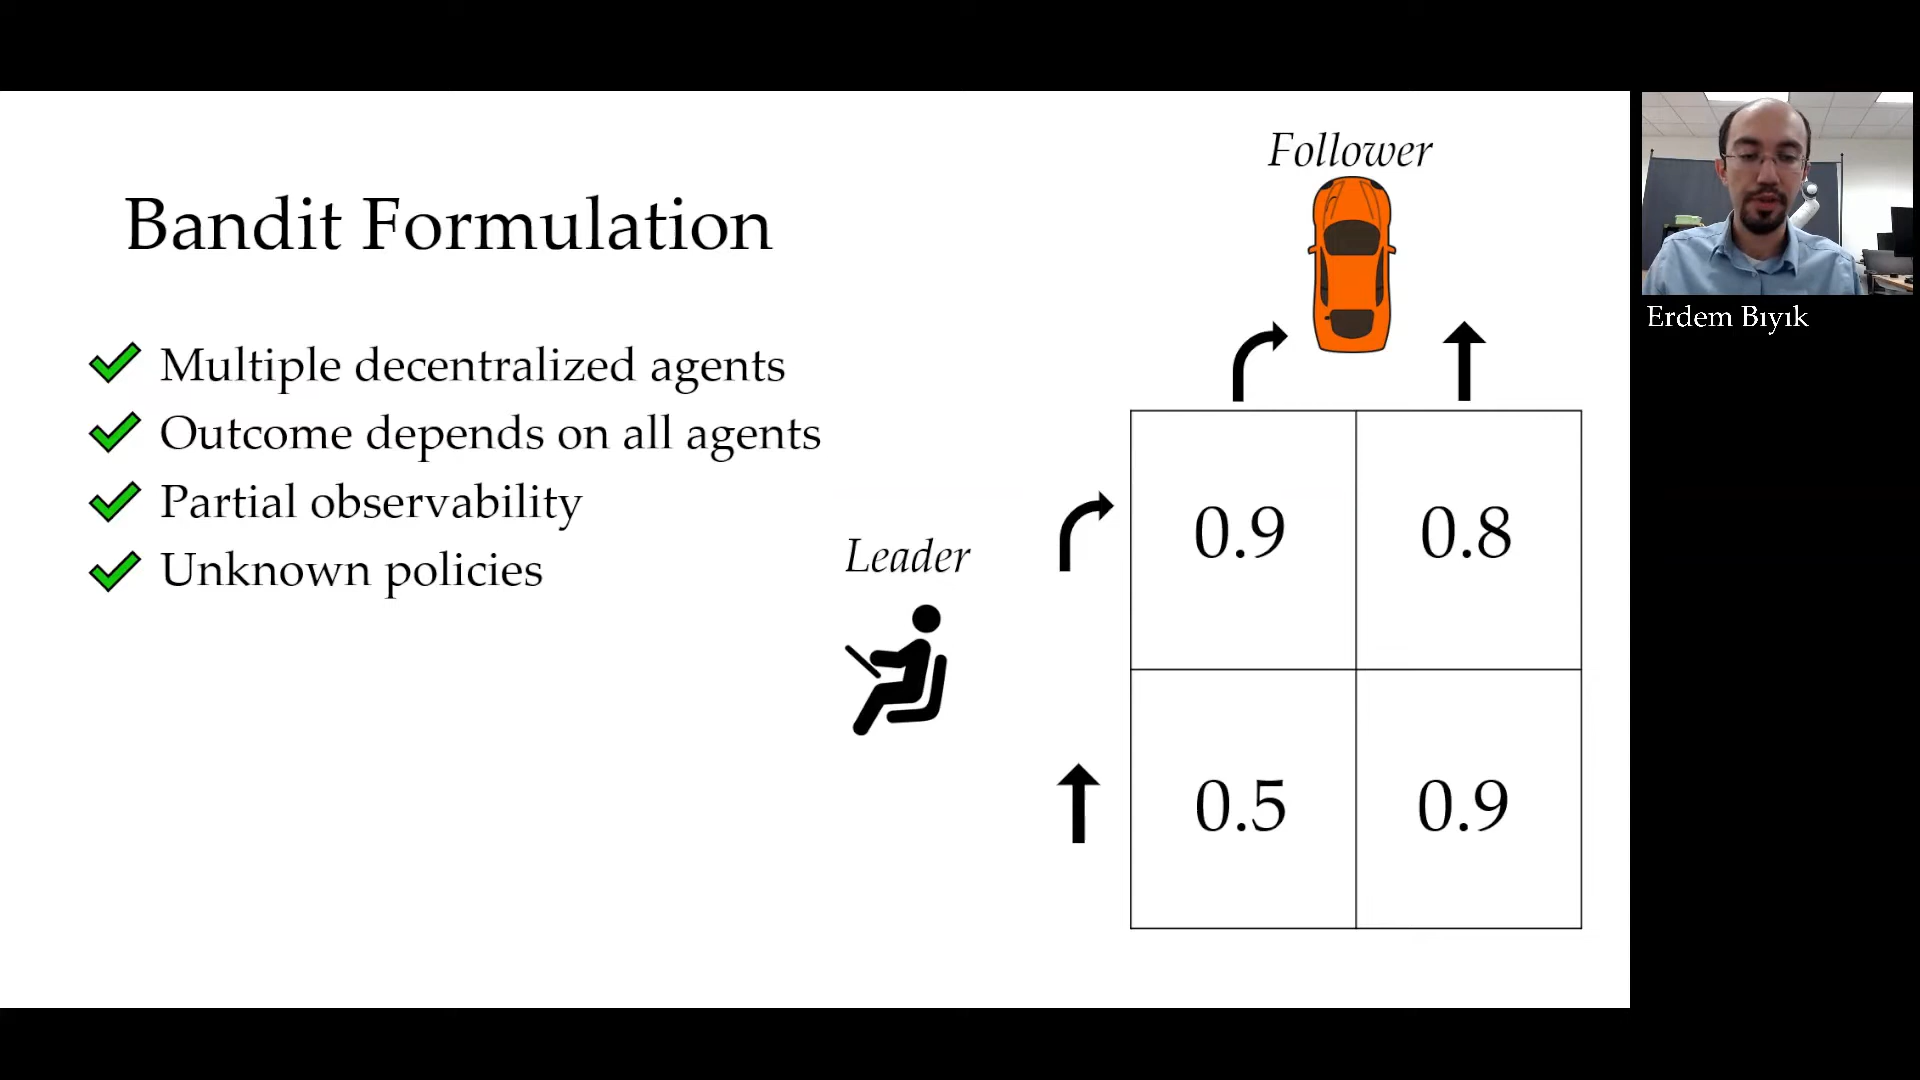 Bandit Formulation
Multiple decentralized agents
Outcome depends on all agents
Partial observability
Unknown policies
Follower
Leader
0.9 0.8
0.5 0.9
Erdem Bıyık